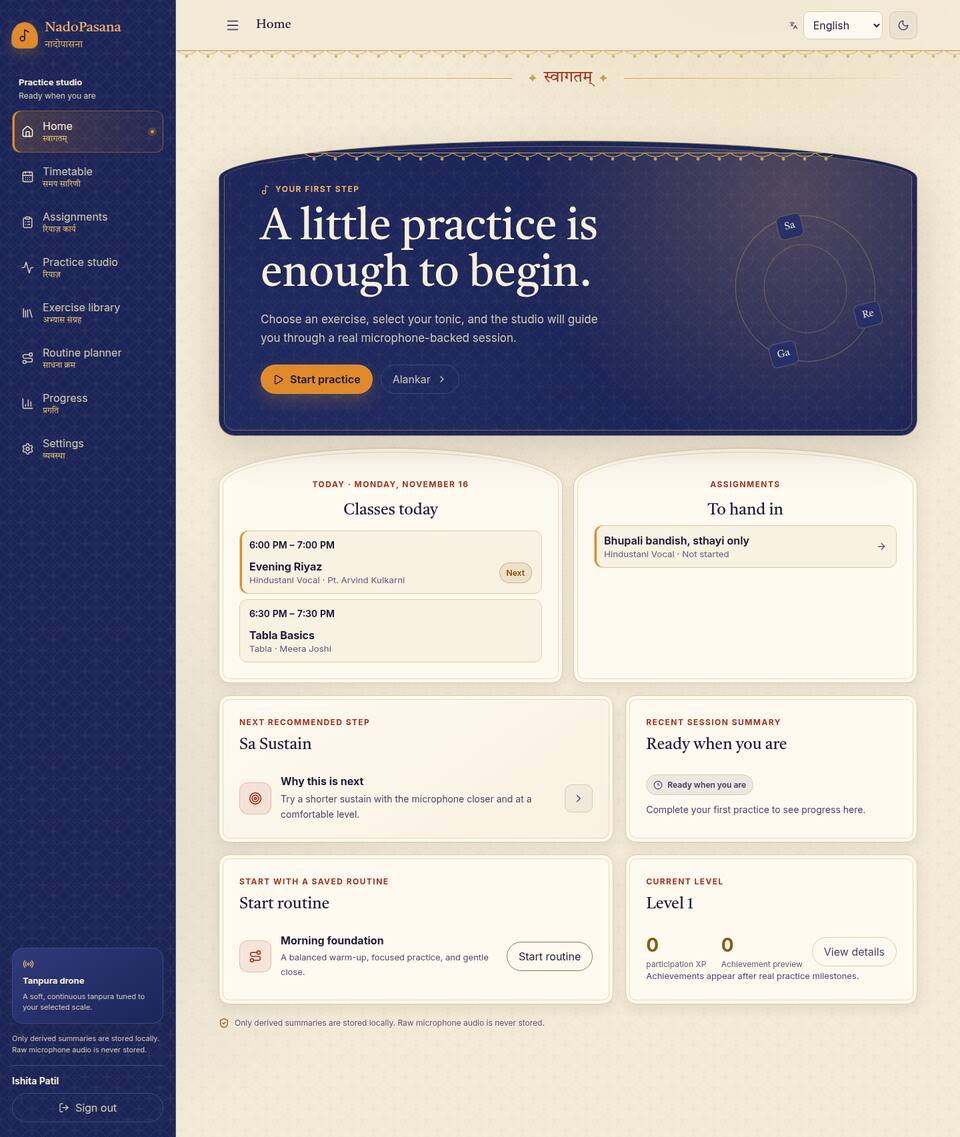 NadoPasana
नादोपासना
Practice studio
Ready when you are
Home
स्वागतम्
Timetable
समय सारिणी
Assignments
रियाज़ कार्य
Practice studio
रियाज़
Exercise library
अभ्यास संग्रह
Routine planner
साधना क्रम
Progress
प्रगति
Settings
व्यवस्था
Tanpura drone
A soft, continuous tanpura tuned to
your selected scale.
Only derived summaries are stored locally.
Raw microphone audio is never stored.
Ishita Patil
Sign out
Home
English
स्वागतम्
YOUR FIRST STEP
A little practice is
enough to begin.
Choose an exercise, select your tonic, and the studio will guide
you through a real microphone-backed session.
Start practice
Alankar
Sa
Re
Ga
TODAY · MONDAY, NOVEMBER 16
Classes today
6:00 PM – 7:00 PM
Evening Riyaz
Hindustani Vocal · Pt. Arvind Kulkarni
Next
6:30 PM – 7:30 PM
Tabla Basics
Tabla · Meera Joshi
ASSIGNMENTS
To hand in
Bhupali bandish, sthayi only
Hindustani Vocal · Not started
NEXT RECOMMENDED STEP
Sa Sustain
Why this is next
Try a shorter sustain with the microphone closer and at a
comfortable level.
RECENT SESSION SUMMARY
Ready when you are
Ready when you are
Complete your first practice to see progress here.
START WITH A SAVED ROUTINE
Start routine
Morning foundation
A balanced warm-up, focused practice, and gentle
close.
Start routine
CURRENT LEVEL
Level 1
0
participation XP
0
Achievement preview
View details
Achievements appear after real practice milestones.
Only derived summaries are stored locally. Raw microphone audio is never stored.